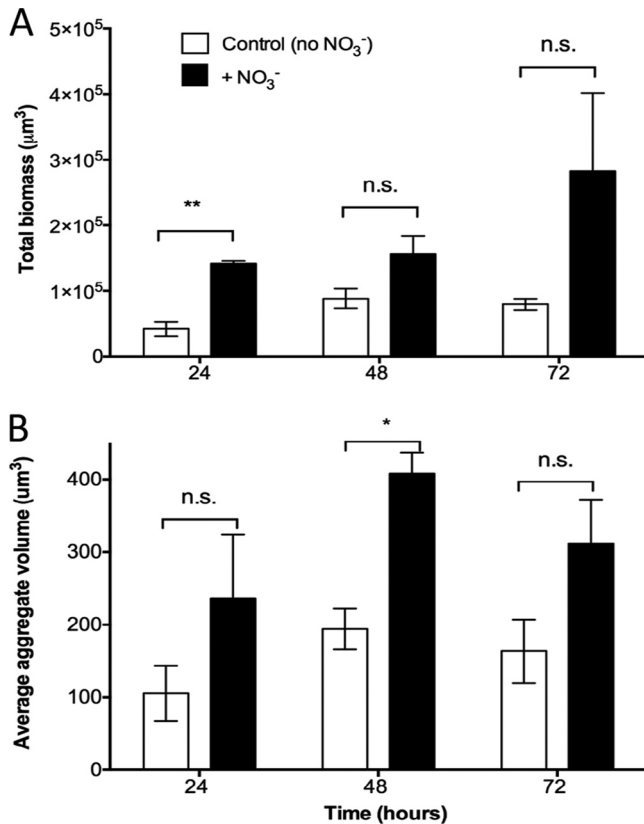 A
Total biomass (µm³)
5×10⁵
4×10⁵
3×10⁵
2×10⁵
1×10⁵
0
Control (no NO₃⁻)
+ NO₃⁻
**
n.s.
n.s.
24
48
72
B
Average aggregate volume (um³)
400
300
200
100
0
n.s.
*
n.s.
24
48
72
Time (hours)